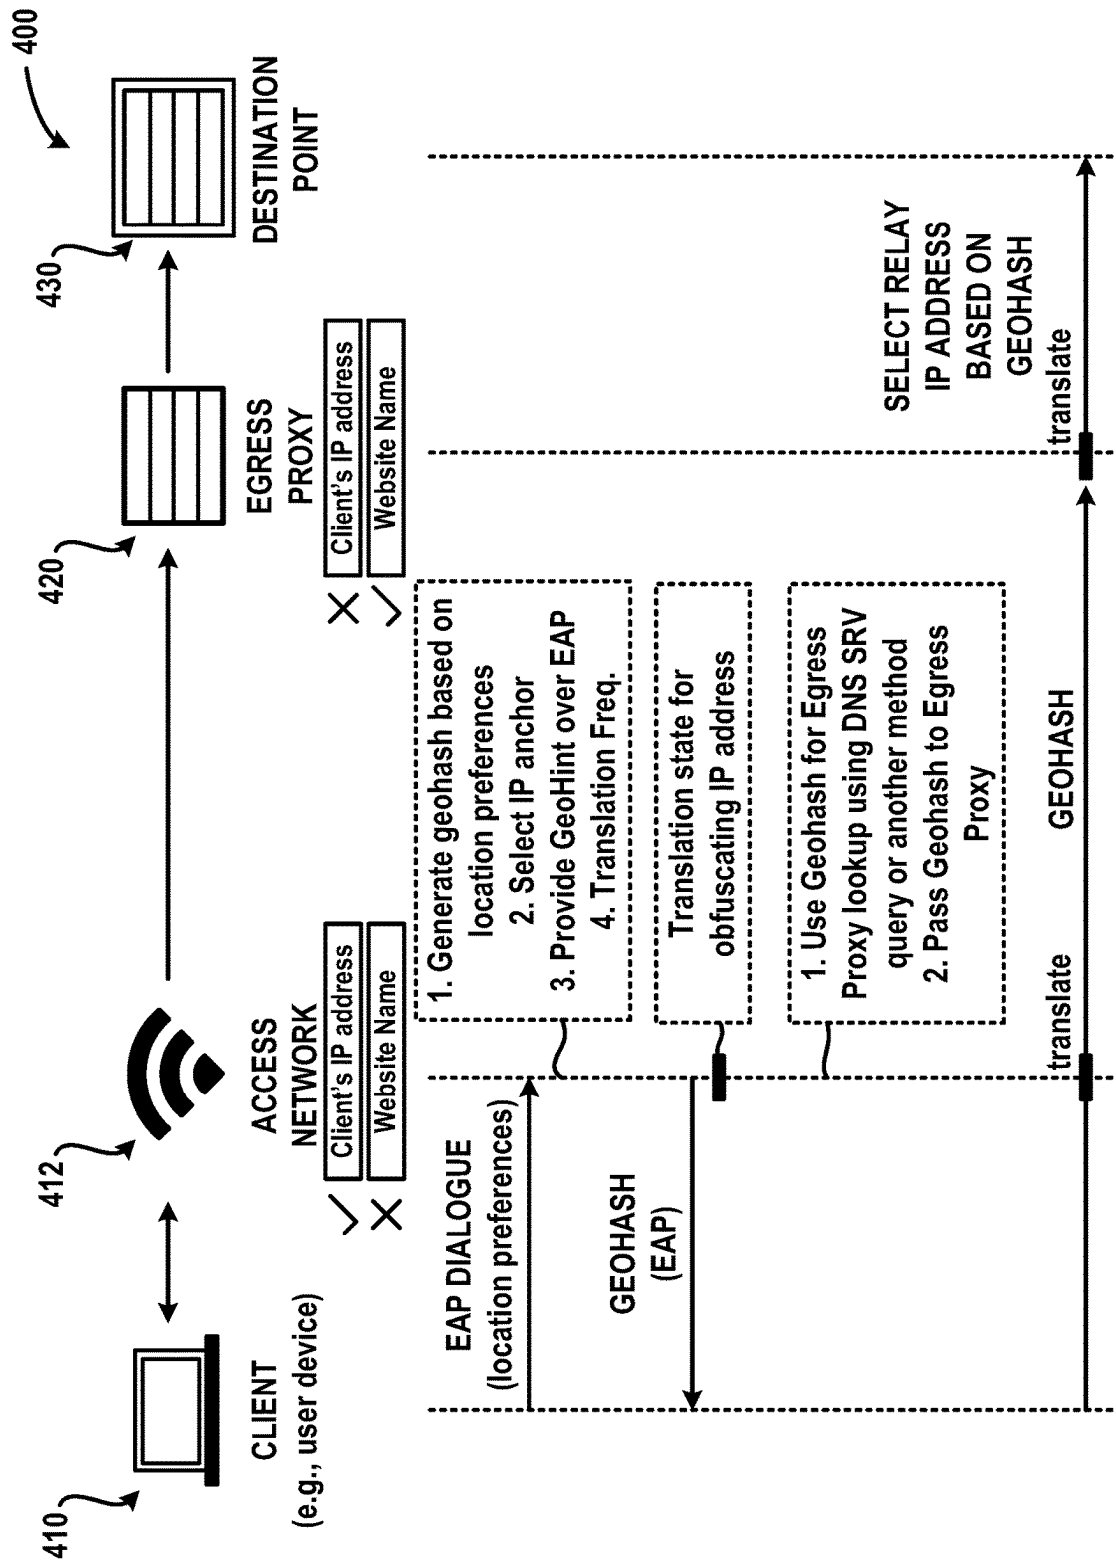 400
410
CLIENT
(e.g., user device)
412
ACCESS
NETWORK
Client's IP address
Website Name
420
EGRESS
PROXY
Client's IP address
Website Name
430
DESTINATION
POINT
EAP DIALOGUE
(location preferences)
1. Generate geohash based on
location preferences
2. Select IP anchor
3. Provide GeoHint over EAP
4. Translation Freq.
GEOHASH
(EAP)
Translation state for
obfuscating IP address
1. Use Geohash for Egress
Proxy lookup using DNS SRV
query or another method
2. Pass Geohash to Egress
Proxy
SELECT RELAY
IP ADDRESS
BASED ON
GEOHASH
translate
GEOHASH
translate